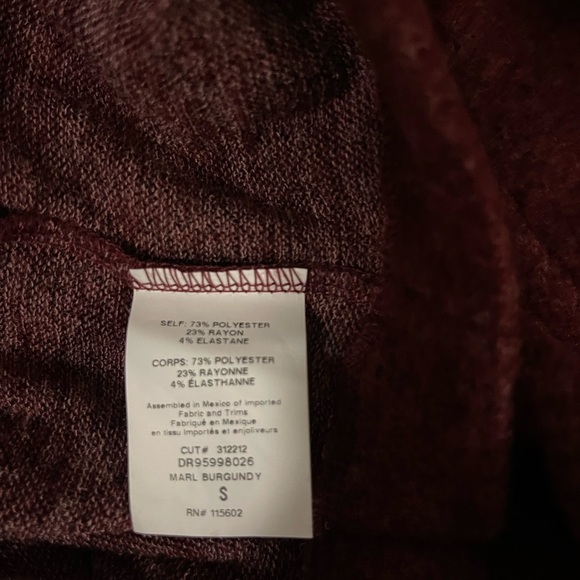 SELF: 73% POLYESTER
23% RAYON
4% ELASTANE
CORPS: 73% POLYESTER
23% RAYONNE
4% ÉLASTHANNE
Assembled in Mexico of imported
Fabric and Trims
Fabriqué en Mexique
en tissu importés et enjoliveurs
CUT# 312212
DR95998026
MARL BURGUNDY
S
RN# 115602